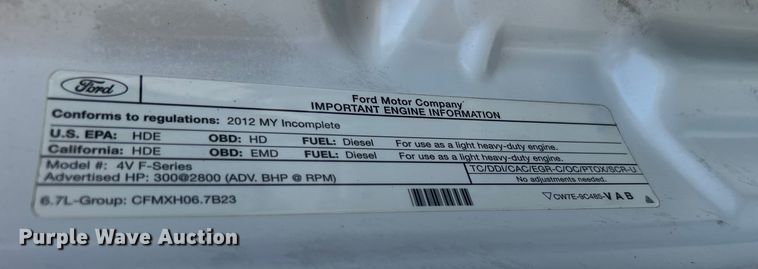 Ford
Ford Motor Company
IMPORTANT ENGINE INFORMATION
Conforms to regulations: 2012 MY Incomplete
U.S. EPA: HDE OBD: HD FUEL: Diesel For use as a light heavy-duty engine.
California: HDE OBD: EMD FUEL: Diesel For use as a light heavy-duty engine.
Model #: 4V F-Series
Advertised HP: 300@2800 (ADV. BHP @ RPM)
TC/DDI/CAC/EGR-C/OC/PTOX/SCR-U
No adjustments needed.
6.7L-Group: CFMXH06.7B23
CW7E-9C485-VAB
Purple Wave Auction